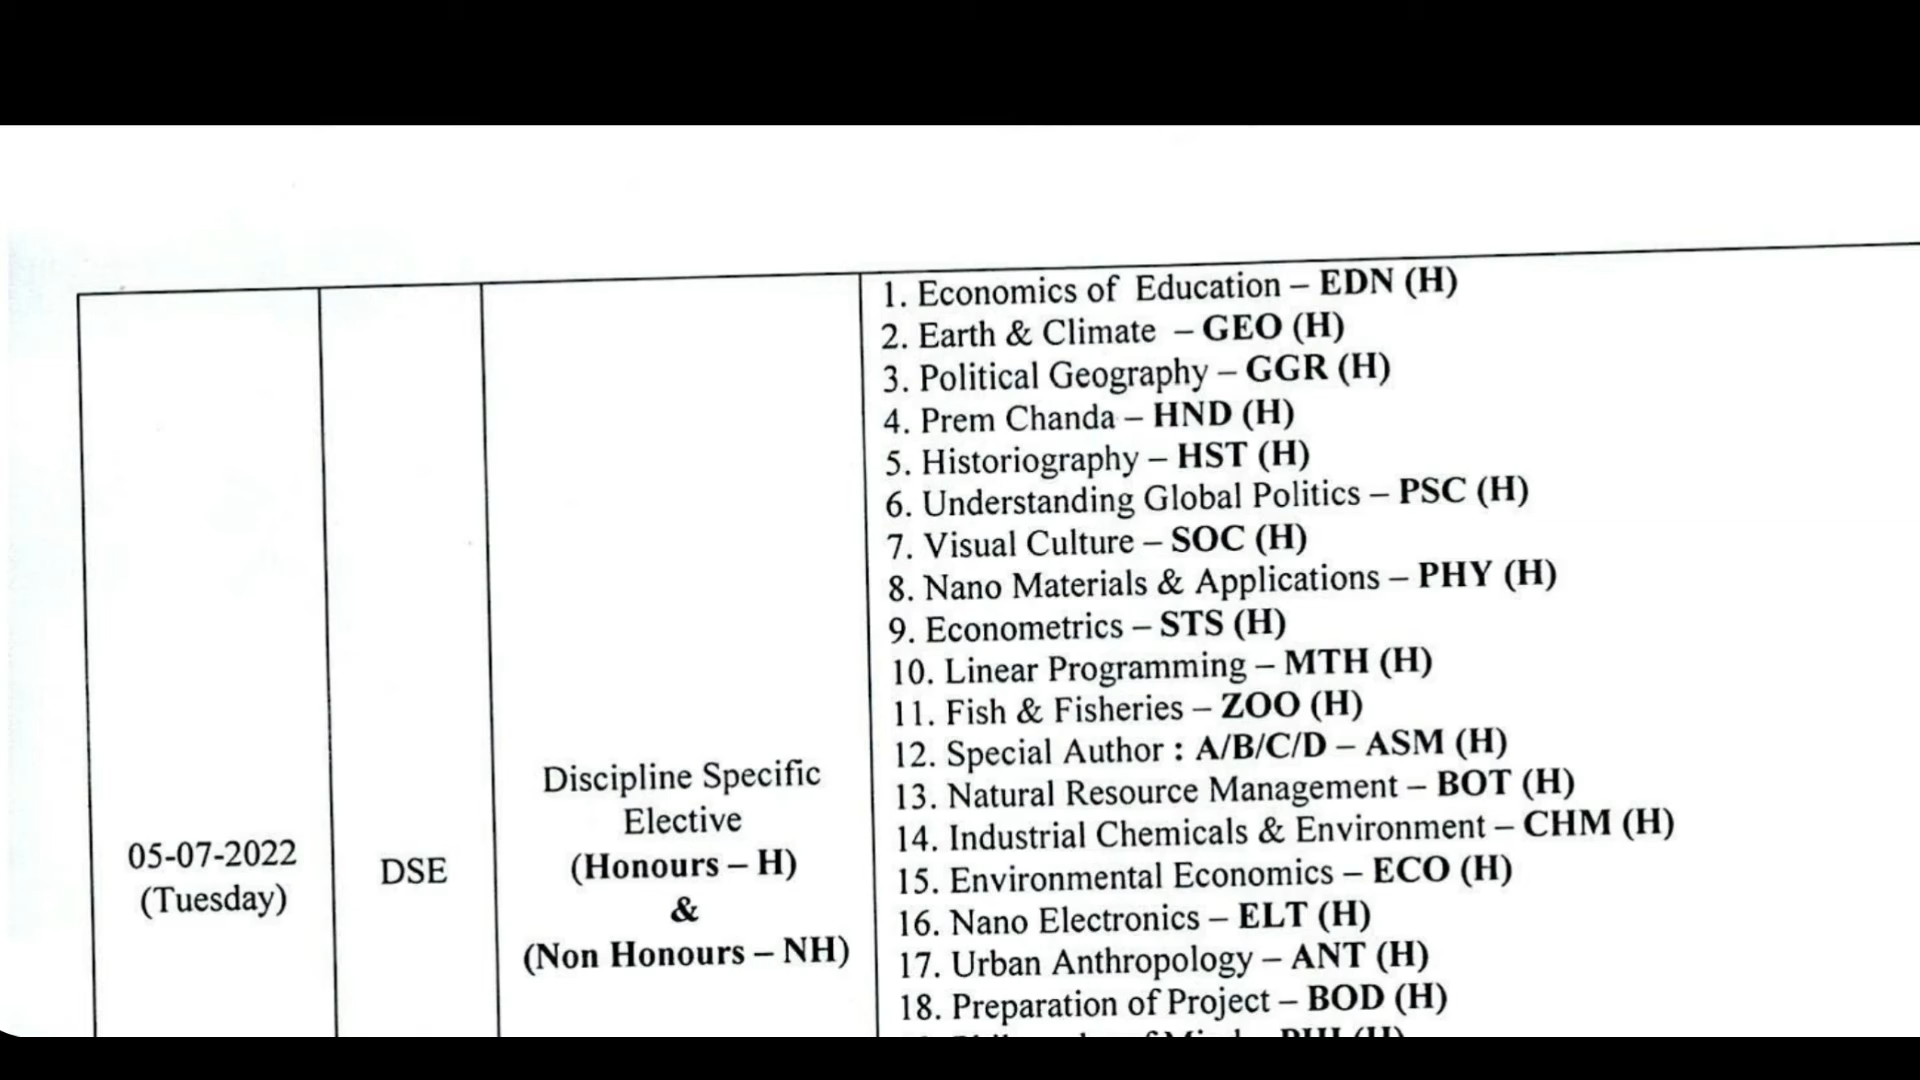 1. Economics of Education – EDN (H)
2. Earth & Climate – GEO (H)
3. Political Geography – GGR (H)
4. Prem Chanda – HND (H)
5. Historiography – HST (H)
6. Understanding Global Politics – PSC (H)
7. Visual Culture – SOC (H)
8. Nano Materials & Applications – PHY (H)
9. Econometrics – STS (H)
10. Linear Programming – MTH (H)
11. Fish & Fisheries – ZOO (H)
12. Special Author : A/B/C/D – ASM (H)
13. Natural Resource Management – BOT (H)
14. Industrial Chemicals & Environment – CHM (H)
15. Environmental Economics – ECO (H)
16. Nano Electronics – ELT (H)
17. Urban Anthropology – ANT (H)
18. Preparation of Project – BOD (H)
05-07-2022
(Tuesday)
DSE
Discipline Specific
Elective
(Honours – H)
&
(Non Honours – NH)